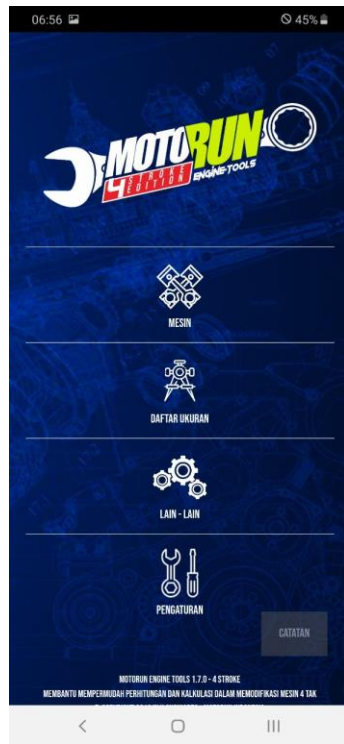 06:56
45%
MOTORUN
4 STROKE
EDITION
ENGINE-TOOLS
MESIN
DAFTAR UKURAN
LAIN - LAIN
PENGATURAN
CATATAN
MOTORUN ENGINE TOOLS 1.7.0 - 4 STROKE
MEMBANTU MEMPERMUDAH PERHITUNGAN DAN KALKULASI DALAM MEMODIFIKASI MESIN 4 TAK